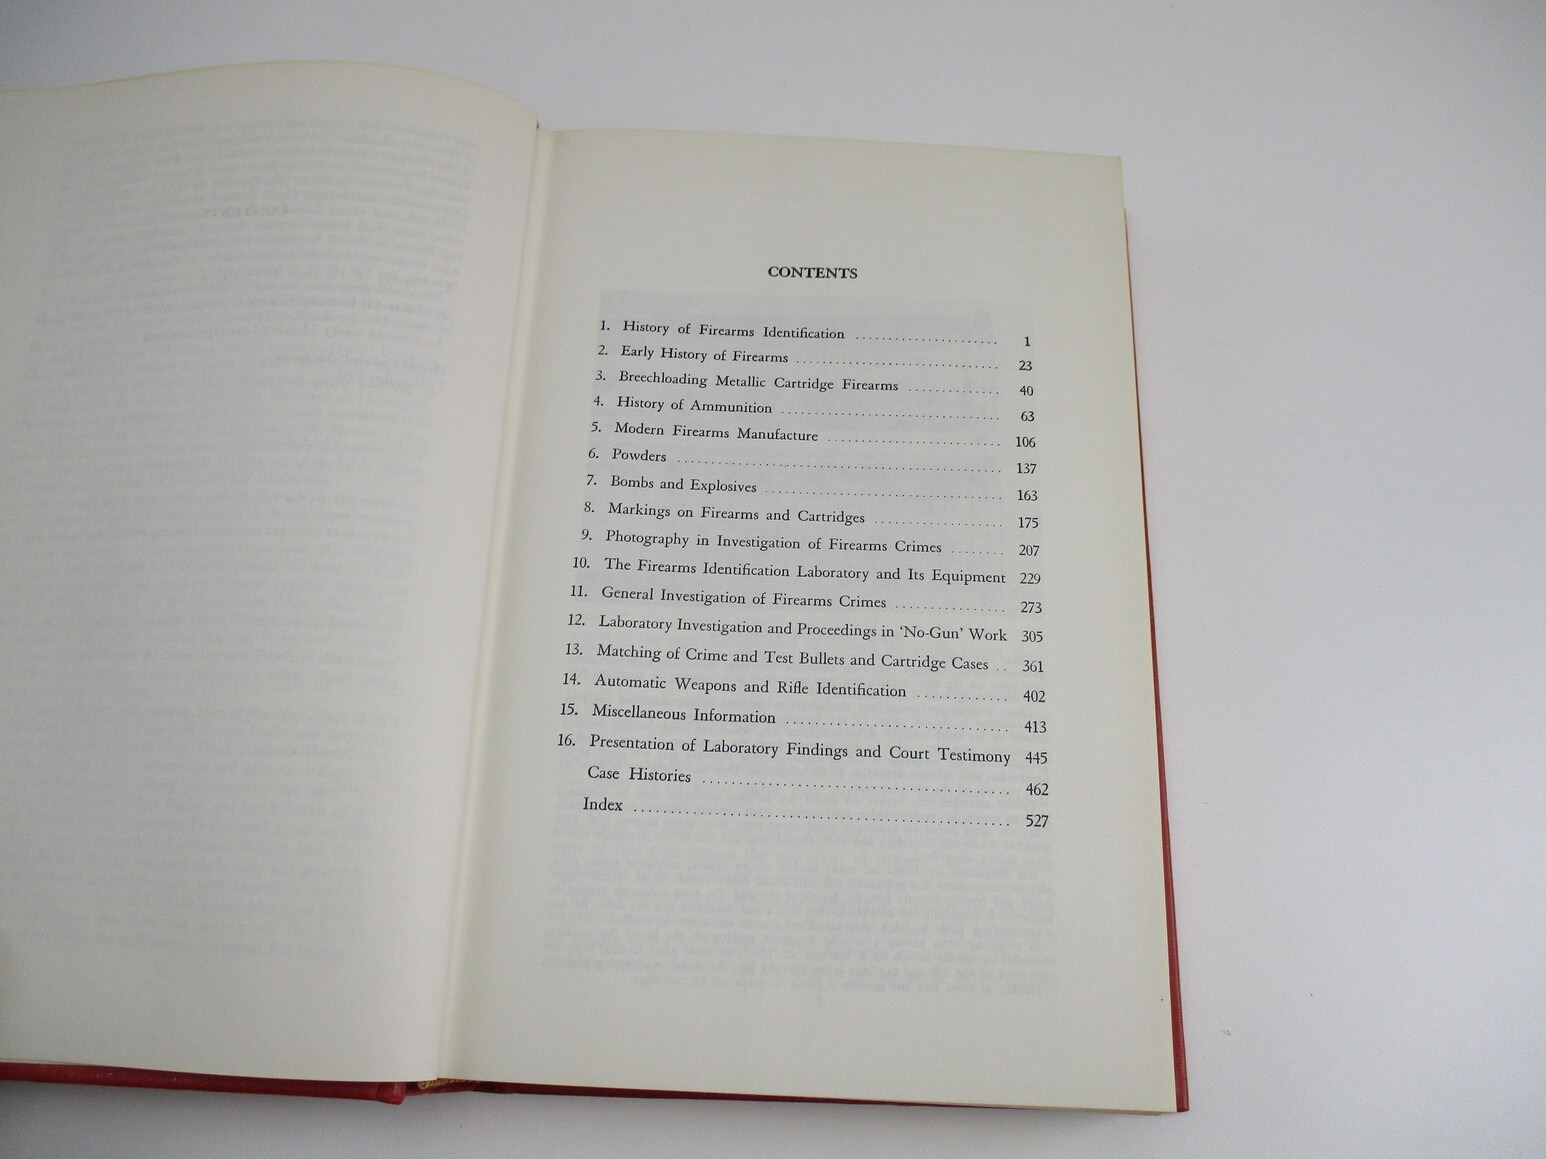 CONTENTS
1. History of Firearms Identification ........................ 1
2. Early History of Firearms .................................. 23
3. Breechloading Metallic Cartridge Firearms ............... 40
4. History of Ammunition ..................................... 63
5. Modern Firearms Manufacture ............................. 106
6. Powders ...................................................... 137
7. Bombs and Explosives ....................................... 163
8. Markings on Firearms and Cartridges ..................... 175
9. Photography in Investigation of Firearms Crimes ........ 207
10. The Firearms Identification Laboratory and Its Equipment 229
11. General Investigation of Firearms Crimes ................ 273
12. Laboratory Investigation and Proceedings in ‘No-Gun’ Work 305
13. Matching of Crime and Test Bullets and Cartridge Cases .. 361
14. Automatic Weapons and Rifle Identification ............. 402
15. Miscellaneous Information ................................. 413
16. Presentation of Laboratory Findings and Court Testimony 445
Case Histories .................................................. 462
Index ............................................................ 527